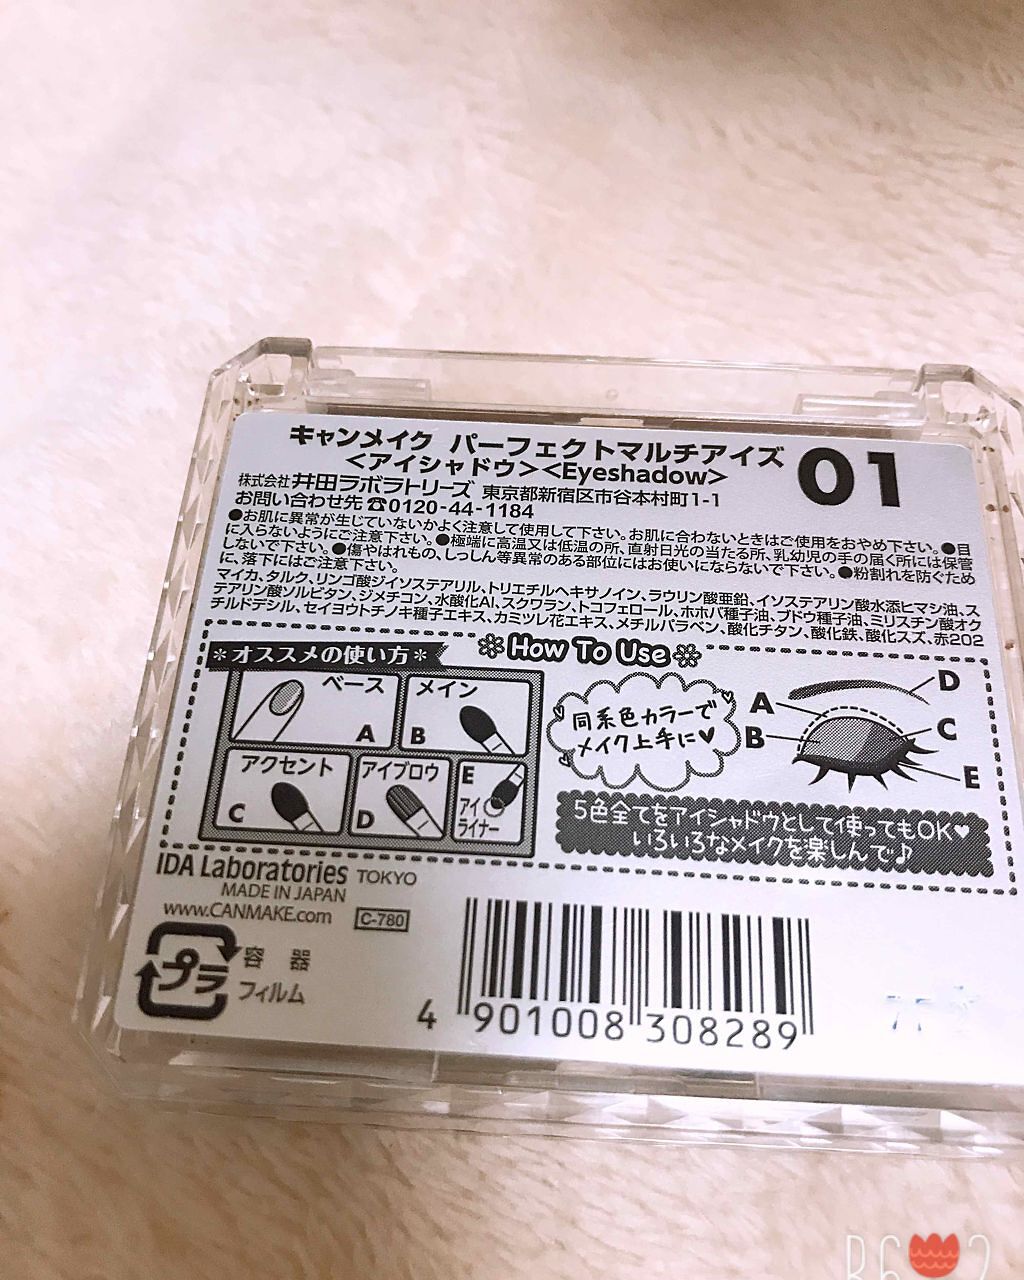 キャンメイク パーフェクトマルチアイズ
<アイシャドウ><Eyeshadow>
01
株式会社 井田ラボラトリーズ 東京都新宿区市谷本村町1-1
お問い合わせ先 ☎0120-44-1184
●お肌に異常が生じていないかよく注意して使用して下さい。お肌に合わないときはご使用をおやめ下さい。●目
に入らないようにご注意下さい。●極端に高温又は低温の所、直射日光の当たる所、乳幼児の手の届く所には保管
しないで下さい。●傷やはれもの、しっしん等異常のある部位にはお使いにならないで下さい。●粉割れを防ぐため
に、落下にはご注意下さい。
マイカ、タルク、リンゴ酸ジイソステアリル、トリエチルヘキサノイン、ラウリン酸亜鉛、イソステアリン酸水添ヒマシ油、ス
テアリン酸ソルビタン、ジメチコン、水酸化Al、スクワラン、トコフェロール、ホホバ種子油、ブドウ種子油、ミリスチン酸オク
チルドデシル、セイヨウトチノキ種子エキス、カミツレ花エキス、メチルパラベン、酸化チタン、酸化鉄、酸化スズ、赤202
How To Use
*オススメの使い方*
ベース
A
メイン
B
アクセント
C
アイブロウ
D
E
アイ
ライナー
同系色カラーで
メイク上手に♥
A
B
D
C
E
5色全てをアイシャドウとして使ってもOK♥
いろいろなメイクを楽しんで♪
IDA Laboratories TOKYO
MADE IN JAPAN
www.CANMAKE.com C-780
プラ
容器
フィルム
4 901008 308289